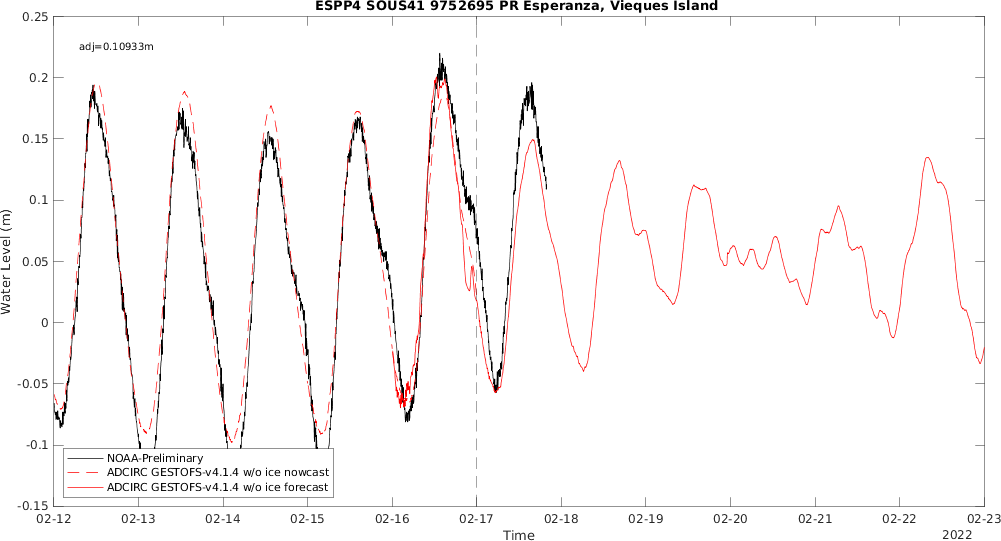 ESPP4 SOUS41 9752695 PR Esperanza, Vieques Island
adj=0.10933m
Water Level (m)
0.25
0.2
0.15
0.1
0.05
0
-0.05
-0.1
-0.15
NOAA-Preliminary
ADCIRC GESTOFS-v4.1.4 w/o ice nowcast
ADCIRC GESTOFS-v4.1.4 w/o ice forecast
02-12 02-13 02-14 02-15 02-16 02-17 02-18 02-19 02-20 02-21 02-22 02-23
Time
2022